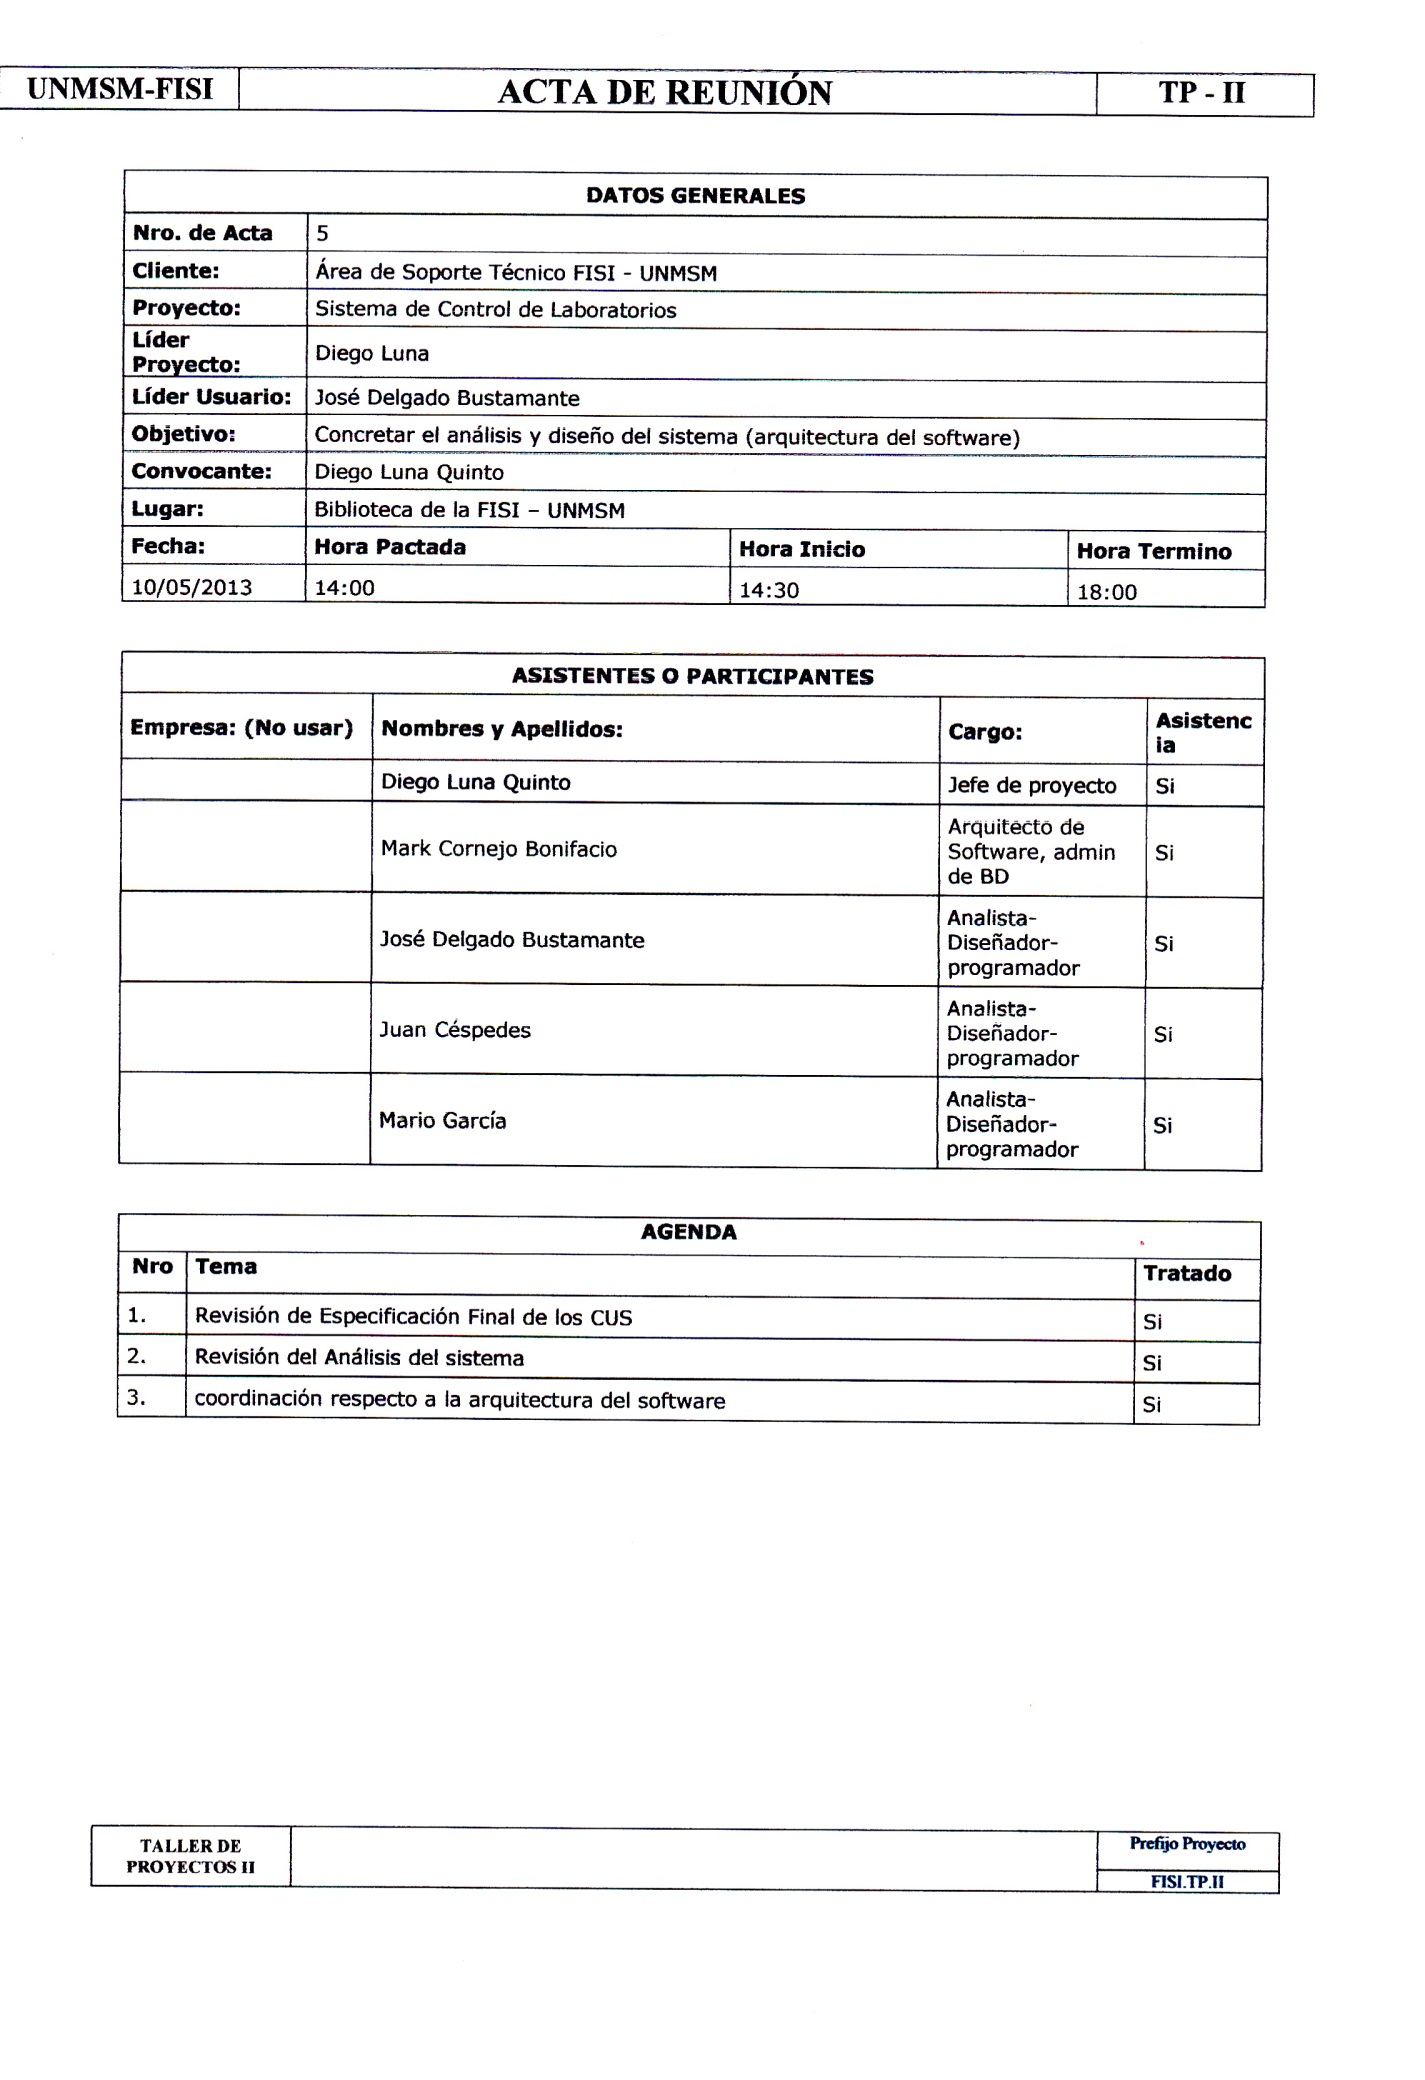 UNMSM-FISI ACTA DE REUNIÓN TP - II
DATOS GENERALES
Nro. de Acta 5
Cliente: Área de Soporte Técnico FISI - UNMSM
Proyecto: Sistema de Control de Laboratorios
Líder
Proyecto: Diego Luna
Líder Usuario: José Delgado Bustamante
Objetivo: Concretar el análisis y diseño del sistema (arquitectura del software)
Convocante: Diego Luna Quinto
Lugar: Biblioteca de la FISI – UNMSM
Fecha: Hora Pactada Hora Inicio Hora Termino
10/05/2013 14:00 14:30 18:00
ASISTENTES O PARTICIPANTES
Empresa: (No usar) Nombres y Apellidos: Cargo: Asistenc
ia
Diego Luna Quinto Jefe de proyecto Si
Mark Cornejo Bonifacio Arquitecto de
Software, admin
de BD Si
José Delgado Bustamante Analista-
Diseñador-
programador Si
Juan Céspedes Analista-
Diseñador-
programador Si
Mario García Analista-
Diseñador-
programador Si
AGENDA
Nro Tema Tratado
1. Revisión de Especificación Final de los CUS Si
2. Revisión del Análisis del sistema Si
3. coordinación respecto a la arquitectura del software Si
TALLER DE
PROYECTOS II
Prefijo Proyecto
FISI.TP.II